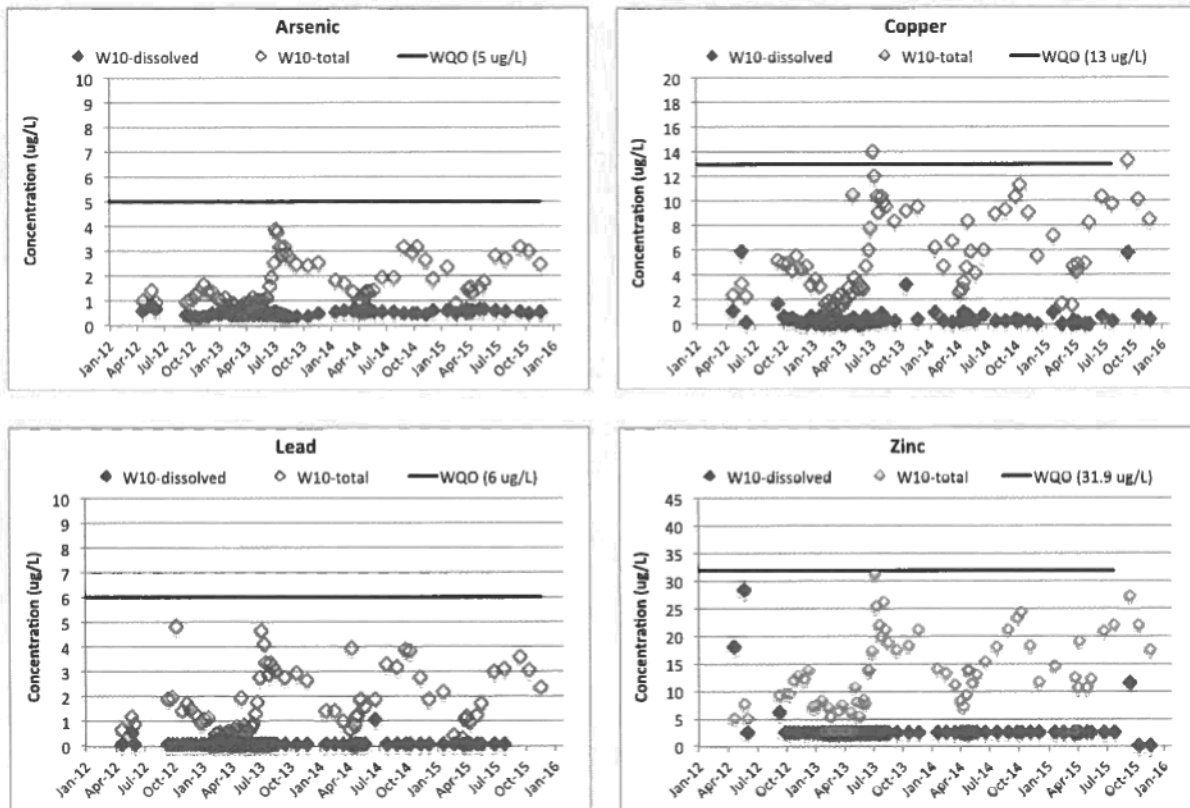 Arsenic
W10-dissolved W10-total WQO (5 ug/L)
Concentration (ug/L)
10
9
8
7
6
5
4
3
2
1
0
Jan-12 Apr-12 Jul-12 Oct-12 Jan-13 Apr-13 Jul-13 Oct-13 Jan-14 Apr-14 Jul-14 Oct-14 Jan-15 Apr-15 Jul-15 Oct-15 Jan-16
Copper
W10-dissolved W10-total WQO (13 ug/L)
Concentration (ug/L)
20
18
16
14
12
10
8
6
4
2
0
Jan-12 Apr-12 Jul-12 Oct-12 Jan-13 Apr-13 Jul-13 Oct-13 Jan-14 Apr-14 Jul-14 Oct-14 Jan-15 Apr-15 Jul-15 Oct-15 Jan-16
Lead
W10-dissolved W10-total WQO (6 ug/L)
Concentration (ug/L)
10
9
8
7
6
5
4
3
2
1
0
Jan-12 Apr-12 Jul-12 Oct-12 Jan-13 Apr-13 Jul-13 Oct-13 Jan-14 Apr-14 Jul-14 Oct-14 Jan-15 Apr-15 Jul-15 Oct-15 Jan-16
Zinc
W10-dissolved W10-total WQO (31.9 ug/L)
Concentration (ug/L)
45
40
35
30
25
20
15
10
5
0
Jan-12 Apr-12 Jul-12 Oct-12 Jan-13 Apr-13 Jul-13 Oct-13 Jan-14 Apr-14 Jul-14 Oct-14 Jan-15 Apr-15 Jul-15 Oct-15 Jan-16